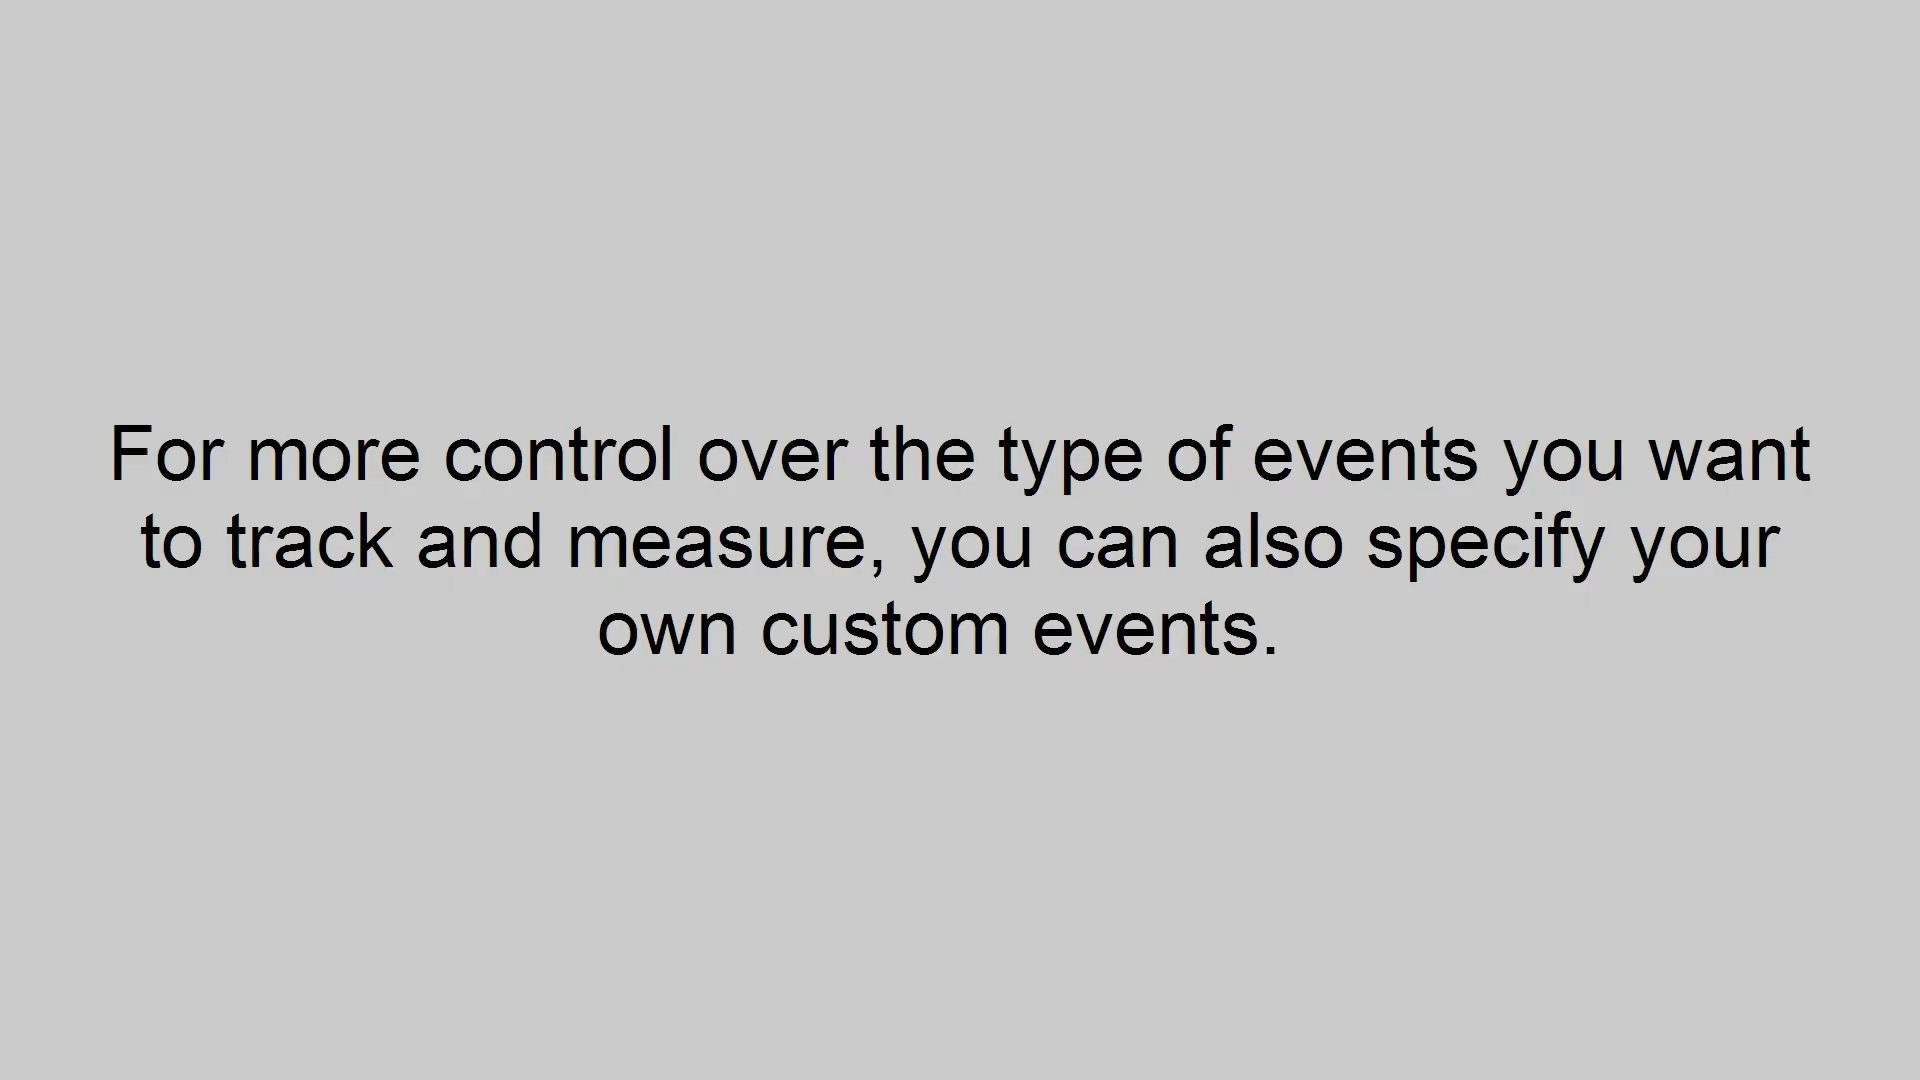 For more control over the type of events you want
to track and measure, you can also specify your
own custom events.